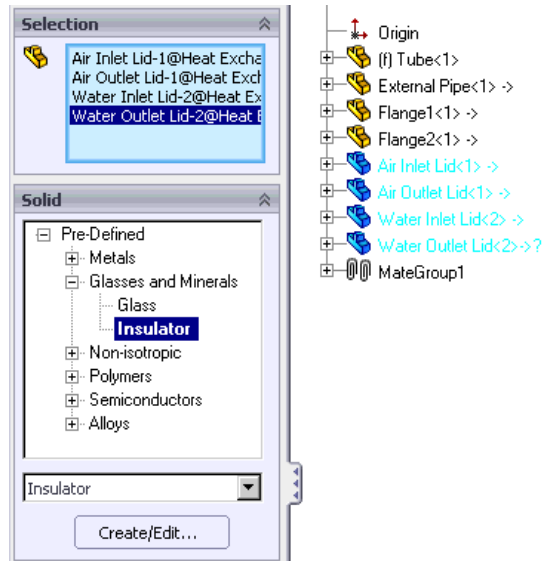 Selection
Air Inlet Lid-1@Heat Excha
Air Outlet Lid-1@Heat Exch
Water Inlet Lid-2@Heat Ex
Water Outlet Lid-2@Heat E
Solid
Pre-Defined
Metals
Glasses and Minerals
Glass
Insulator
Non-isotropic
Polymers
Semiconductors
Alloys
Insulator
Create/Edit...
Origin
(f) Tube<1>
External Pipe<1> ->
Flange1<1> ->
Flange2<1> ->
Air Inlet Lid<1> ->
Air Outlet Lid<1> ->
Water Inlet Lid<2> ->
Water Outlet Lid<2>->?
MateGroup1